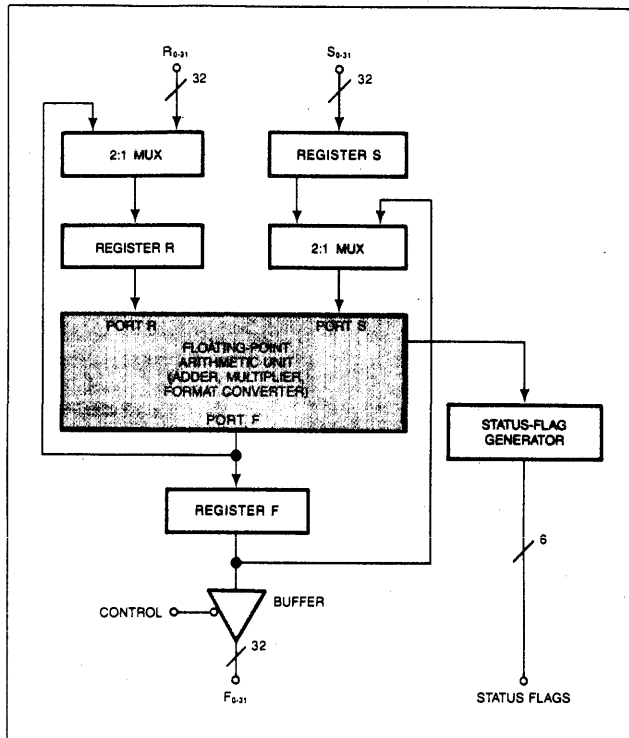 R0-31
S0-31
32
32
2:1 MUX
REGISTER S
REGISTER R
2:1 MUX
PORT R
PORT S
FLOATING-POINT
ARITHMETIC UNIT
(ADDER, MULTIPLIER,
FORMAT CONVERTER)
PORT F
STATUS-FLAG
GENERATOR
REGISTER F
6
BUFFER
CONTROL
32
F0-31
STATUS FLAGS